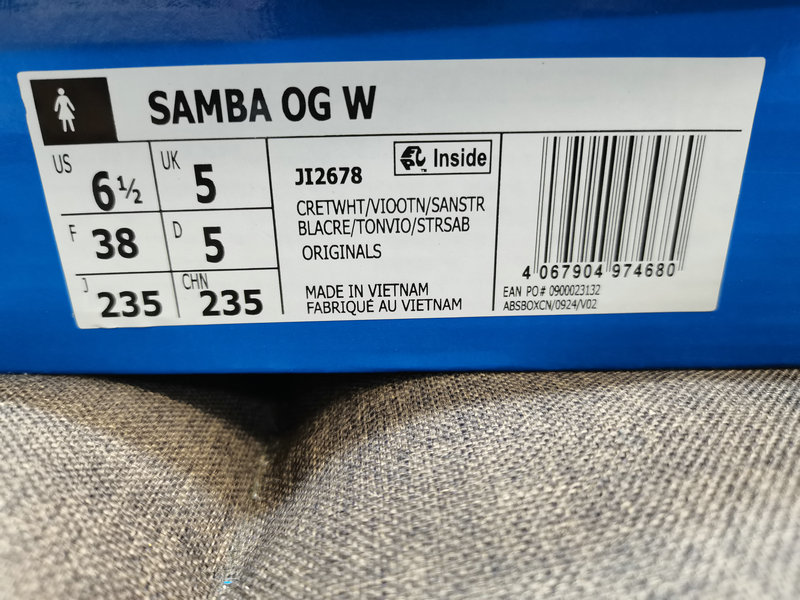 SAMBA OG W
US 6½ UK 5
F 38 D 5
J 235 CHN 235
JI2678
Inside™
CRETWHT/VIOOTN/SANSTR
BLACRE/TONVIO/STRSAB
ORIGINALS
MADE IN VIETNAM
FABRIQUÉ AU VIETNAM
4 067904 974680
EAN PO# 0900023132
ABSBOXCN/0924/V02